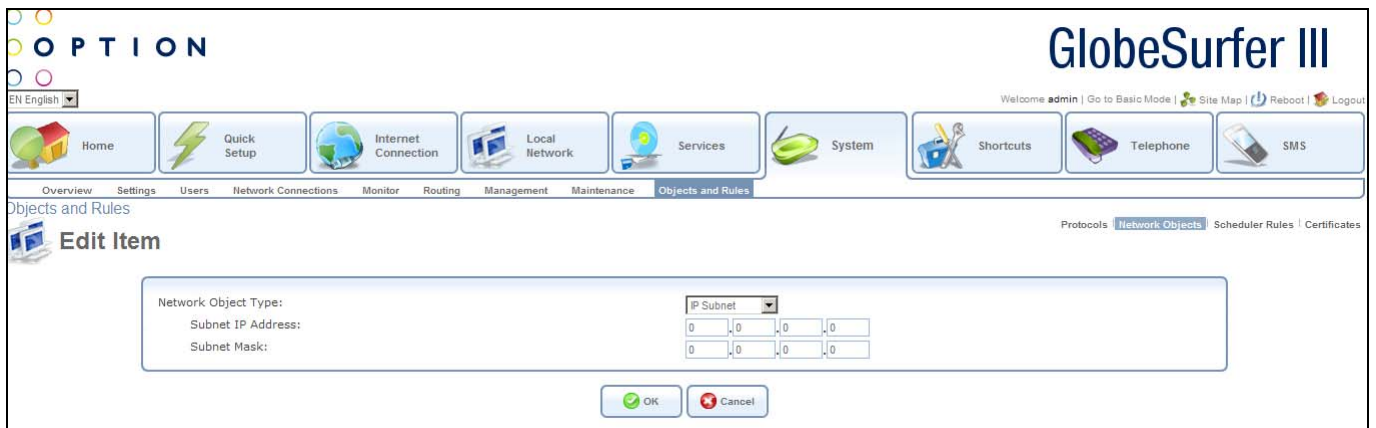 OPTION
GlobeSurfer III
EN English
Welcome admin | Go to Basic Mode | Site Map | Reboot | Logout
Home
Quick Setup
Internet Connection
Local Network
Services
System
Shortcuts
Telephone
SMS
Overview Settings Users Network Connections Monitor Routing Management Maintenance Objects and Rules
Objects and Rules
Protocols | Network Objects | Scheduler Rules | Certificates
Edit Item
Network Object Type: IP Subnet
Subnet IP Address: 0 . 0 . 0 . 0
Subnet Mask: 0 . 0 . 0 . 0
OK Cancel